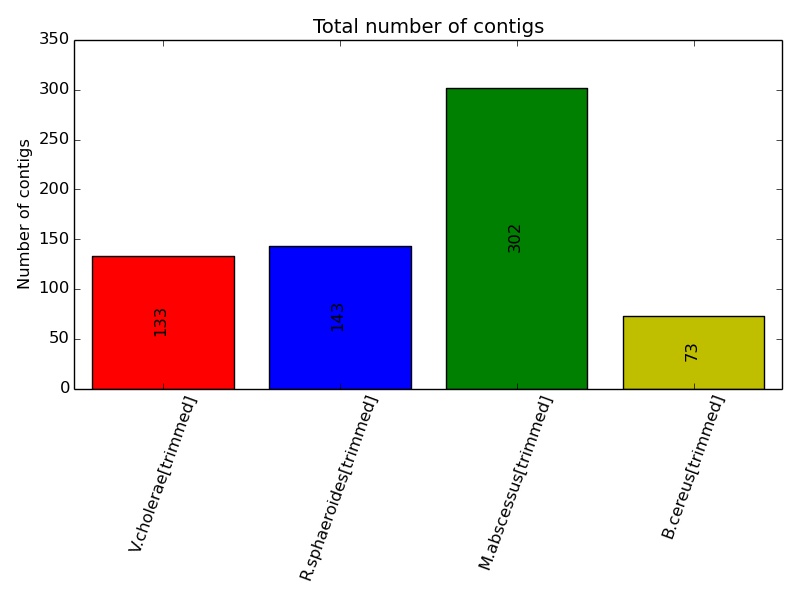 Total number of contigs
Number of contigs
350
300
250
200
150
100
50
0
133
143
302
73
V.cholerae[trimmed]
R.sphaeroides[trimmed]
M.abscessus[trimmed]
B.cereus[trimmed]